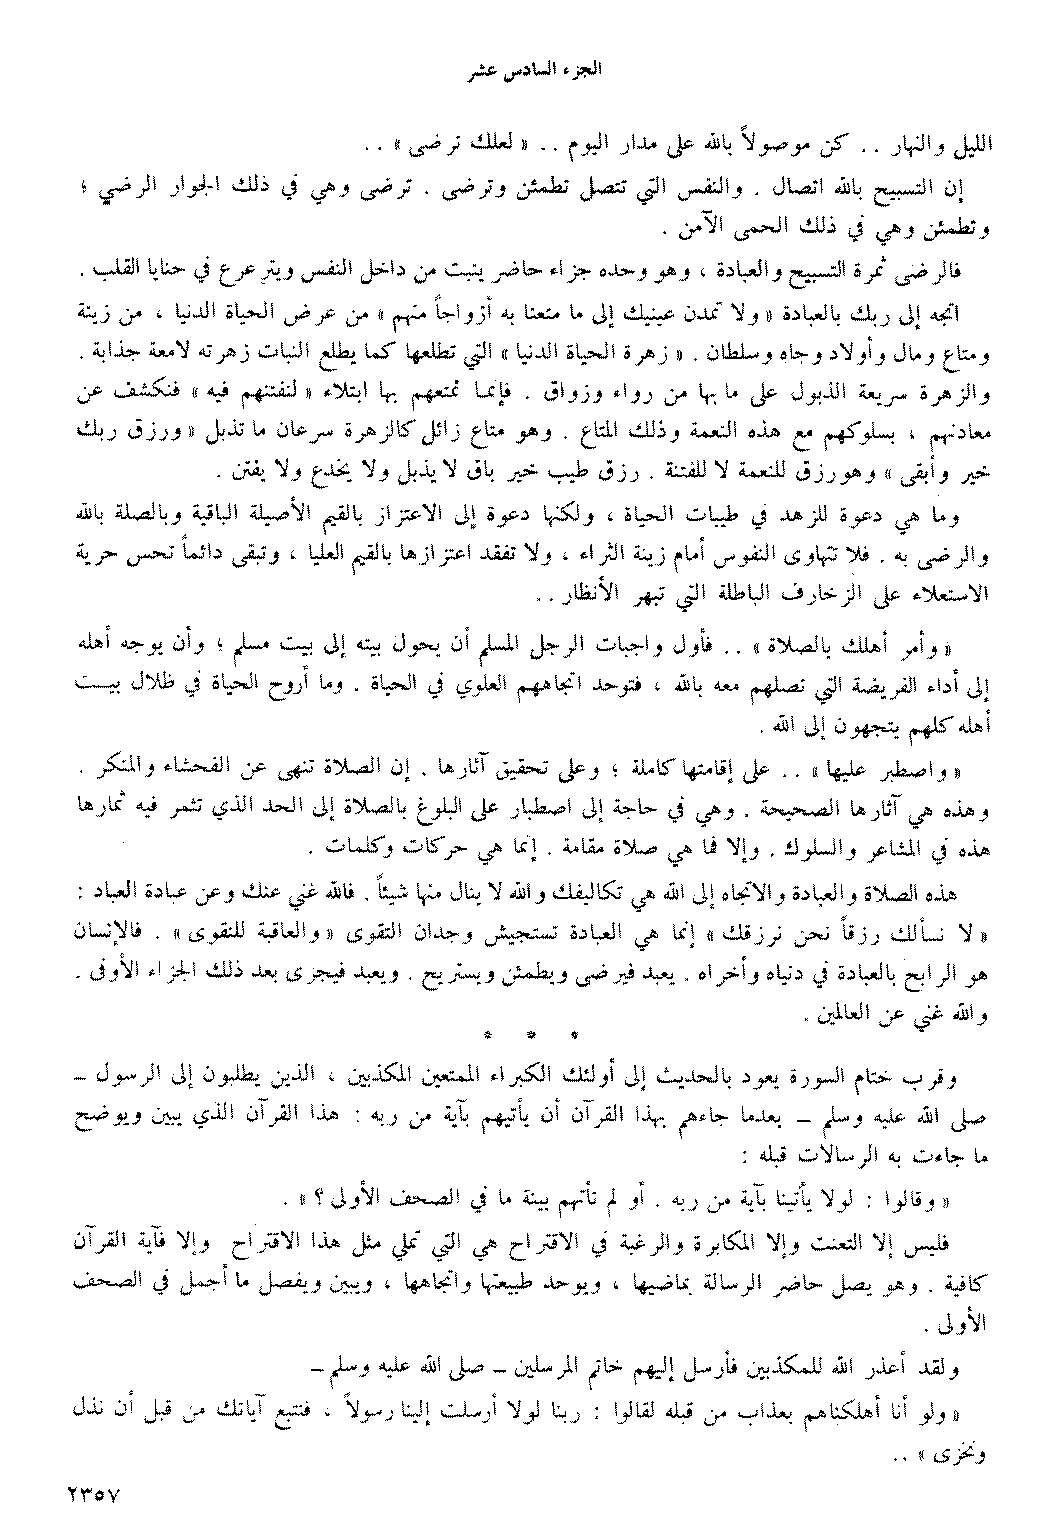 الجزء السادس عشر
الليل والنهار .. كن موصولاً بالله على مدار اليوم .. « لعلك ترضى » ..
إن التسبيح بالله اتصال . والنفس التي تتصل تطمئن وترضى . ترضى وهي في ذلك الجوار الرضي ؛
وتطمئن وهي في ذلك الحمى الآمن .
فالرضى ثمرة التسبيح والعبادة ، وهو وحده جزاء حاضر ينبت من داخل النفس ويترعرع في حنايا القلب .
اتجه إلى ربك بالعبادة « ولا تمدن عينيك إلى ما متعنا به أزواجاً منهم » من عرض الحياة الدنيا ، من زينة
ومتاع ومال وأولاد وجاه وسلطان . « زهرة الحياة الدنيا » التي تطلعها كما يطلع النبات زهرته لامعة جذابة .
والزهرة سريعة الذبول على ما بها من رواء وزواق . فإنما نمتعهم بها ابتلاء « لنفتنهم فيه » فنكشف عن
معادنهم ، بسلوكهم مع هذه النعمة وذلك المتاع . وهو متاع زائل كالزهرة سرعان ما تذبل « ورزق ربك
خير وأبقى » وهو رزق للنعمة لا للفتنة . رزق طيب خير باق لا يذبل ولا يخدع ولا يفتن .
وما هي دعوة للزهد في طيبات الحياة ، ولكنها دعوة إلى الاعتزاز بالقيم الأصيلة الباقية وبالصلة بالله
والرضى به . فلا تتهاوى النفوس أمام زينة الثراء ، ولا تفقد اعتزازها بالقيم العليا ، وتبقى دائماً تحس حرية
الاستعلاء على الزخارف الباطلة التي تبهر الأنظار ..
« وأمر أهلك بالصلاة » .. فأول واجبات الرجل المسلم أن يحول بيته إلى بيت مسلم ؛ وأن يوجه أهله
إلى أداء الفريضة التي تصلهم معه بالله ، فتوحد اتجاههم العلوي في الحياة . وما أروح الحياة في ظلال بيت
أهله كلهم يتجهون إلى الله .
« واصطبر عليها » .. على إقامتها كاملة ؛ وعلى تحقيق آثارها . إن الصلاة تنهى عن الفحشاء والمنكر .
وهذه هي آثارها الصحيحة . وهي في حاجة إلى اصطبار على البلوغ بالصلاة إلى الحد الذي تثمر فيه ثمارها
هذه في المشاعر والسلوك . وإلا فما هي صلاة مقامة . إنما هي حركات وكلمات .
هذه الصلاة والعبادة والاتجاه إلى الله هي تكاليفك والله لا ينال منها شيئاً . فالله غني عنك وعن عبادة العباد :
« لا نسألك رزقاً نحن نرزقك » إنما هي العبادة تستجيش وجدان التقوى « والعاقبة للتقوى » . فالإنسان
هو الرابح بالعبادة في دنياه وأخراه . يعبد فيرضى ويطمئن ويستريح . ويعبد فيجزى بعد ذلك الجزاء الأوفى .
والله غني عن العالمين .
* * *
وقرب ختام السورة يعود بالحديث إلى أولئك الكبراء الممتعين المكذبين ، الذين يطلبون إلى الرسول –
صلى الله عليه وسلم – بعدما جاءهم بهذا القرآن أن يأتيهم بآية من ربه : هذا القرآن الذي يبين ويوضح
ما جاءت به الرسالات قبله :
« وقالوا : لولا يأتينا بآية من ربه . أو لم تأتهم بينة ما في الصحف الأولى ؟ » .
فليس إلا التعنت وإلا المكابرة والرغبة في الاقتراح هي التي تملي مثل هذا الاقتراح وإلا فآية القرآن
كافية . وهو يصل حاضر الرسالة بماضيها ، ويوحد طبيعتها واتجاهها ، ويبين ويفصل ما أجمل في الصحف
الأولى .
ولقد أعذر الله للمكذبين فأرسل إليهم خاتم المرسلين – صلى الله عليه وسلم –
« ولو أنا أهلكناهم بعذاب من قبله لقالوا : ربنا لولا أرسلت إلينا رسولاً ، فنتبع آياتك من قبل أن نذل
ونخزى » ..
٢٣٥٧